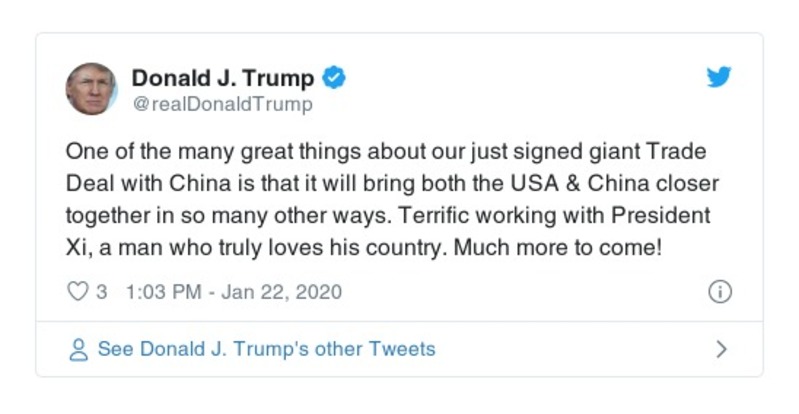 Donald J. Trump
@realDonaldTrump
One of the many great things about our just signed giant Trade
Deal with China is that it will bring both the USA & China closer
together in so many other ways. Terrific working with President
Xi, a man who truly loves his country. Much more to come!
3 1:03 PM - Jan 22, 2020
See Donald J. Trump's other Tweets